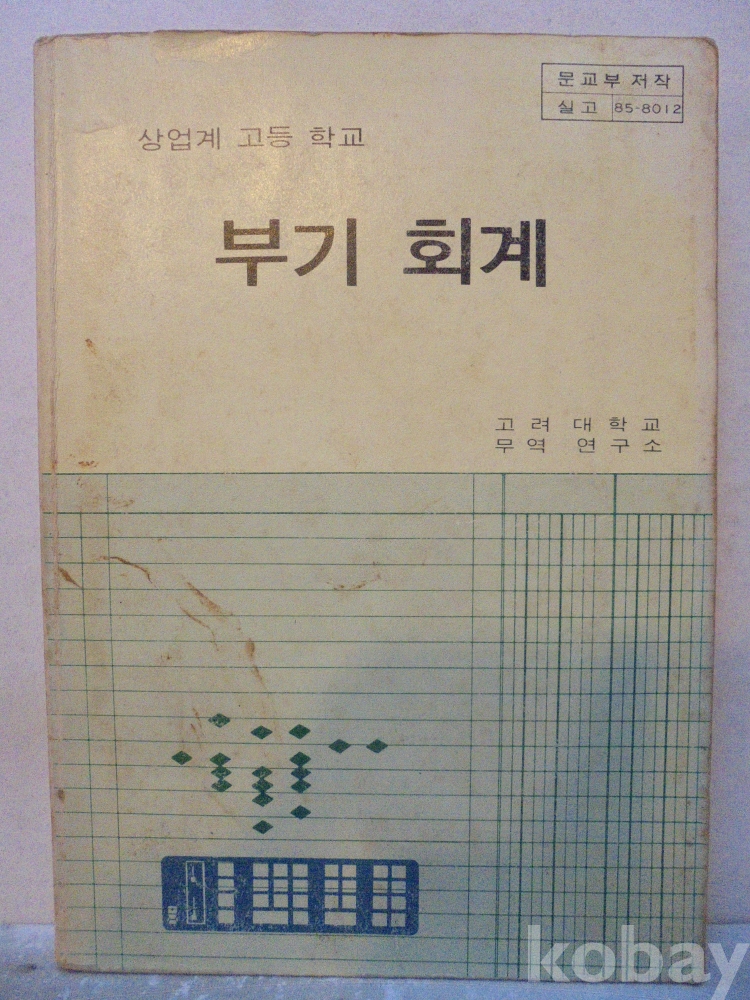 문교부 저작
실고 85-8012
상업계 고등 학교
부기 회계
고려 대학교
무역 연구소
kobay